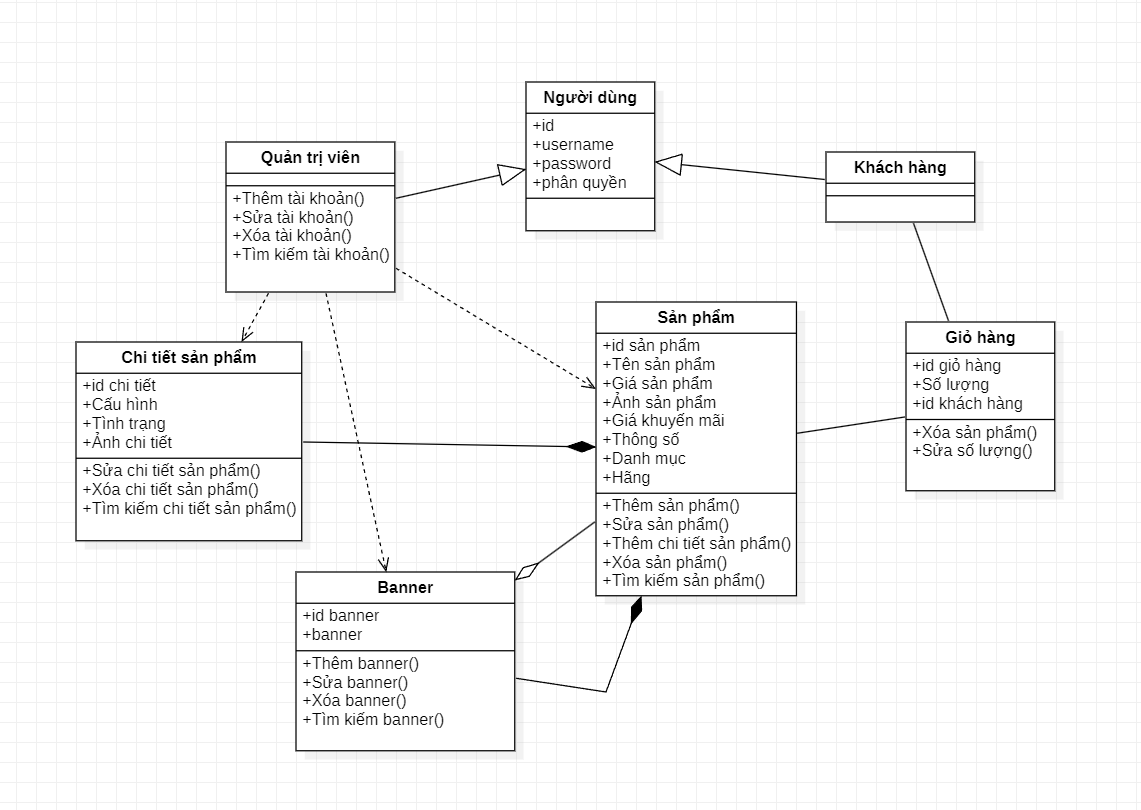 Người dùng
+id
+username
+password
+phân quyền
Quản trị viên
+Thêm tài khoản()
+Sửa tài khoản()
+Xóa tài khoản()
+Tìm kiếm tài khoản()
Khách hàng
Sản phẩm
+id sản phẩm
+Tên sản phẩm
+Giá sản phẩm
+Ảnh sản phẩm
+Giá khuyến mãi
+Thông số
+Danh mục
+Hãng
+Thêm sản phẩm()
+Sửa sản phẩm()
+Thêm chi tiết sản phẩm()
+Xóa sản phẩm()
+Tìm kiếm sản phẩm()
Giỏ hàng
+id giỏ hàng
+Số lượng
+id khách hàng
+Xóa sản phẩm()
+Sửa số lượng()
Chi tiết sản phẩm
+id chi tiết
+Cấu hình
+Tình trạng
+Ảnh chi tiết
+Sửa chi tiết sản phẩm()
+Xóa chi tiết sản phẩm()
+Tìm kiếm chi tiết sản phẩm()
Banner
+id banner
+banner
+Thêm banner()
+Sửa banner()
+Xóa banner()
+Tìm kiếm banner()